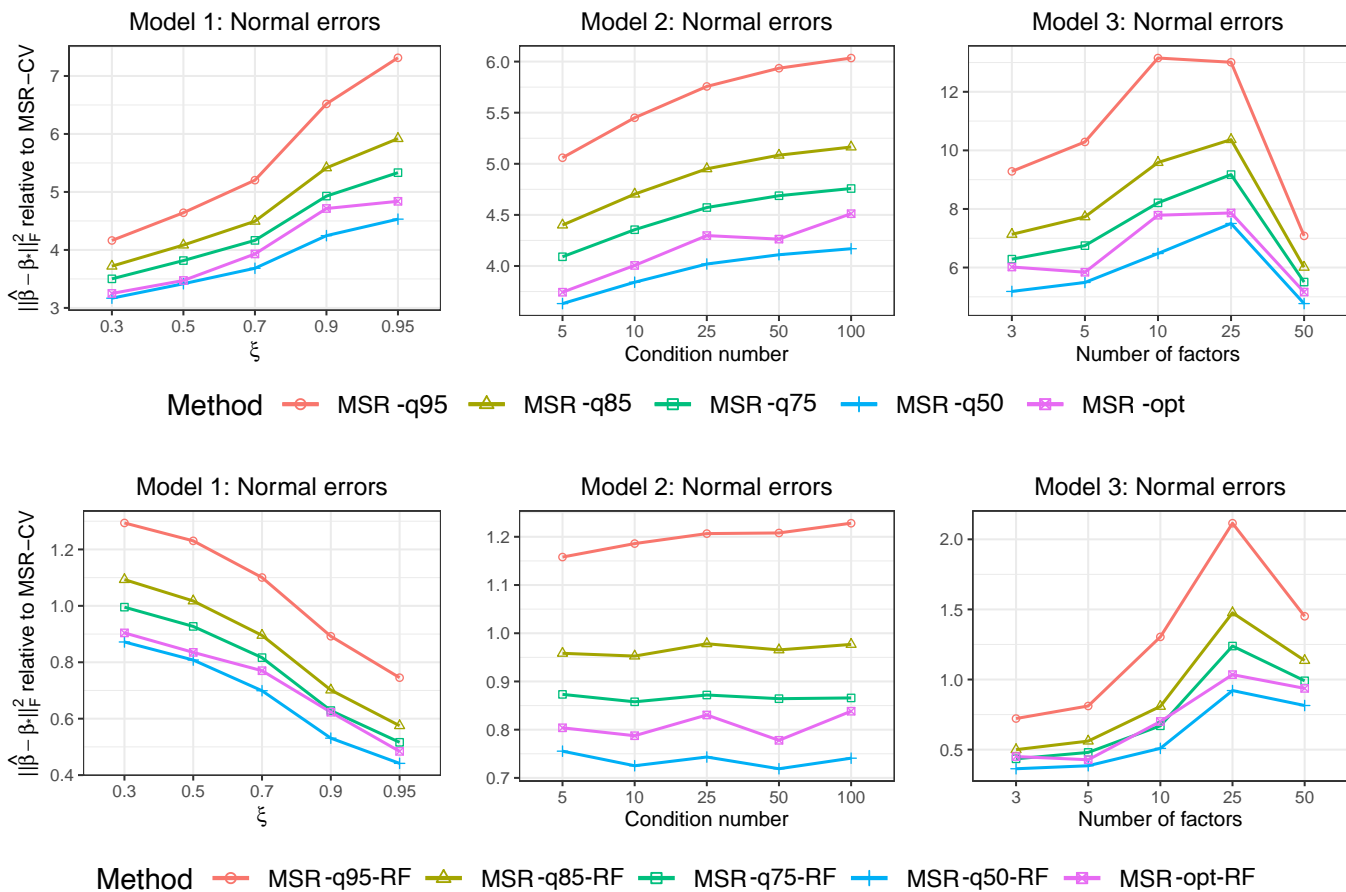 Model 1: Normal errors
Model 2: Normal errors
Model 3: Normal errors
||β̂ − β*||²_F relative to MSR−CV
7
6
5
4
3
0.3 0.5 0.7 0.9 0.95
ξ
6.0
5.5
5.0
4.5
4.0
5 10 25 50 100
Condition number
12
10
8
6
3 5 10 25 50
Number of factors
Method MSR -q95 MSR -q85 MSR -q75 MSR -q50 MSR -opt
Model 1: Normal errors
Model 2: Normal errors
Model 3: Normal errors
||β̂ − β*||²_F relative to MSR−CV
1.2
1.0
0.8
0.6
0.4
0.3 0.5 0.7 0.9 0.95
ξ
1.2
1.1
1.0
0.9
0.8
0.7
5 10 25 50 100
Condition number
2.0
1.5
1.0
0.5
3 5 10 25 50
Number of factors
Method MSR -q95-RF MSR -q85-RF MSR -q75-RF MSR -q50-RF MSR -opt-RF